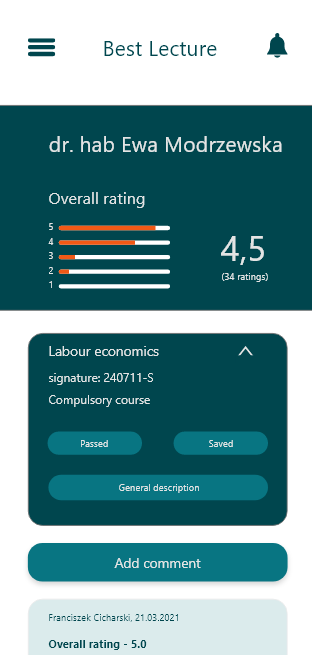 Best Lecture
dr. hab Ewa Modrzewska
Overall rating
5
4
3
2
1
4,5
(34 ratings)
Labour economics
signature: 240711-S
Compulsory course
Passed
Saved
General description
Add comment
Franciszek Cicharski, 21.03.2021
Overall rating - 5.0